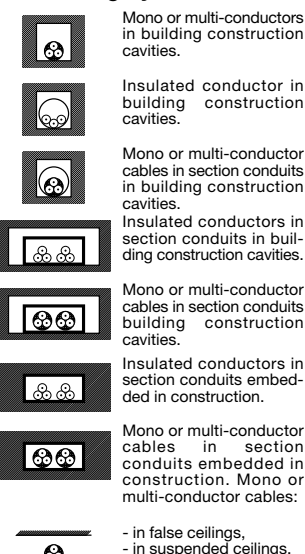 Mono or multi-conductors
in building construction
cavities.
Insulated conductor in
building construction
cavities.
Mono or multi-conductor
cables in section conduits
in building construction
cavities.
Insulated conductors in
section conduits in buil-
ding construction cavities.
Mono or multi-conductor
cables in section conduits
building construction
cavities.
Insulated conductors in
section conduits embed-
ded in construction.
Mono or multi-conductor
cables in section
conduits embedded in
construction. Mono or
multi-conductor cables:
- in false ceilings,
- in suspended ceilings.